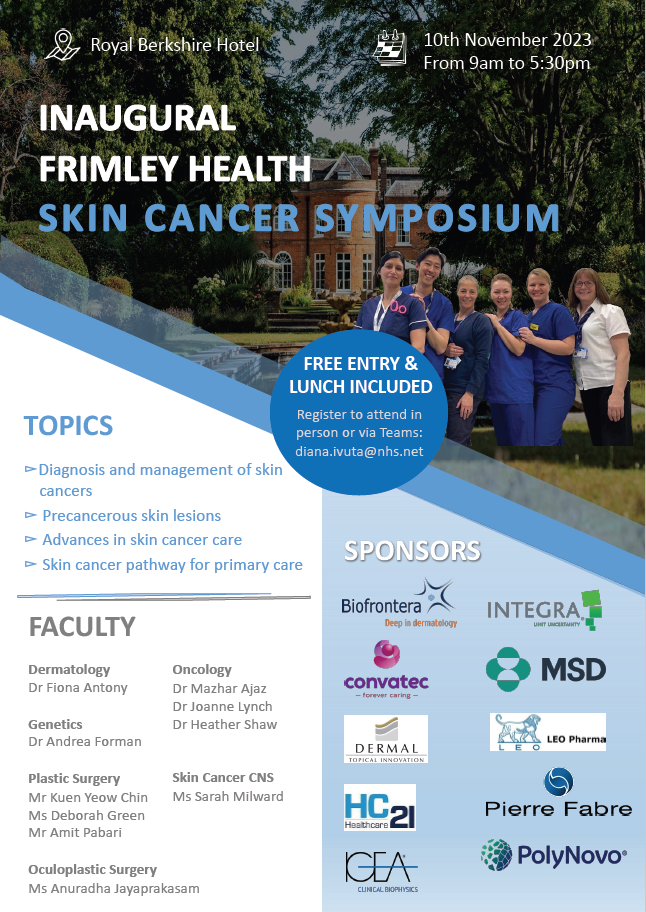 Royal Berkshire Hotel
10th November 2023
From 9am to 5:30pm
INAUGURAL
FRIMLEY HEALTH
SKIN CANCER SYMPOSIUM
FREE ENTRY &
LUNCH INCLUDED
Register to attend in
person or via Teams:
diana.ivuta@nhs.net
TOPICS
▻Diagnosis and management of skin
cancers
▻ Precancerous skin lesions
▻ Advances in skin cancer care
▻ Skin cancer pathway for primary care
FACULTY
Dermatology
Dr Fiona Antony
Genetics
Dr Andrea Forman
Plastic Surgery
Mr Kuen Yeow Chin
Ms Deborah Green
Mr Amit Pabari
Oculoplastic Surgery
Ms Anuradha Jayaprakasam
Oncology
Dr Mazhar Ajaz
Dr Joanne Lynch
Dr Heather Shaw
Skin Cancer CNS
Ms Sarah Milward
SPONSORS
Biofrontera
Deep in dermatology
INTEGRA®
LIMIT UNCERTAINTY
convatec
– forever caring –
MSD
DERMAL
TOPICAL INNOVATION
LEO
LEO Pharma
HC21
Healthcare
Pierre Fabre
IGEA®
CLINICAL BIOPHYSICS
PolyNovo®